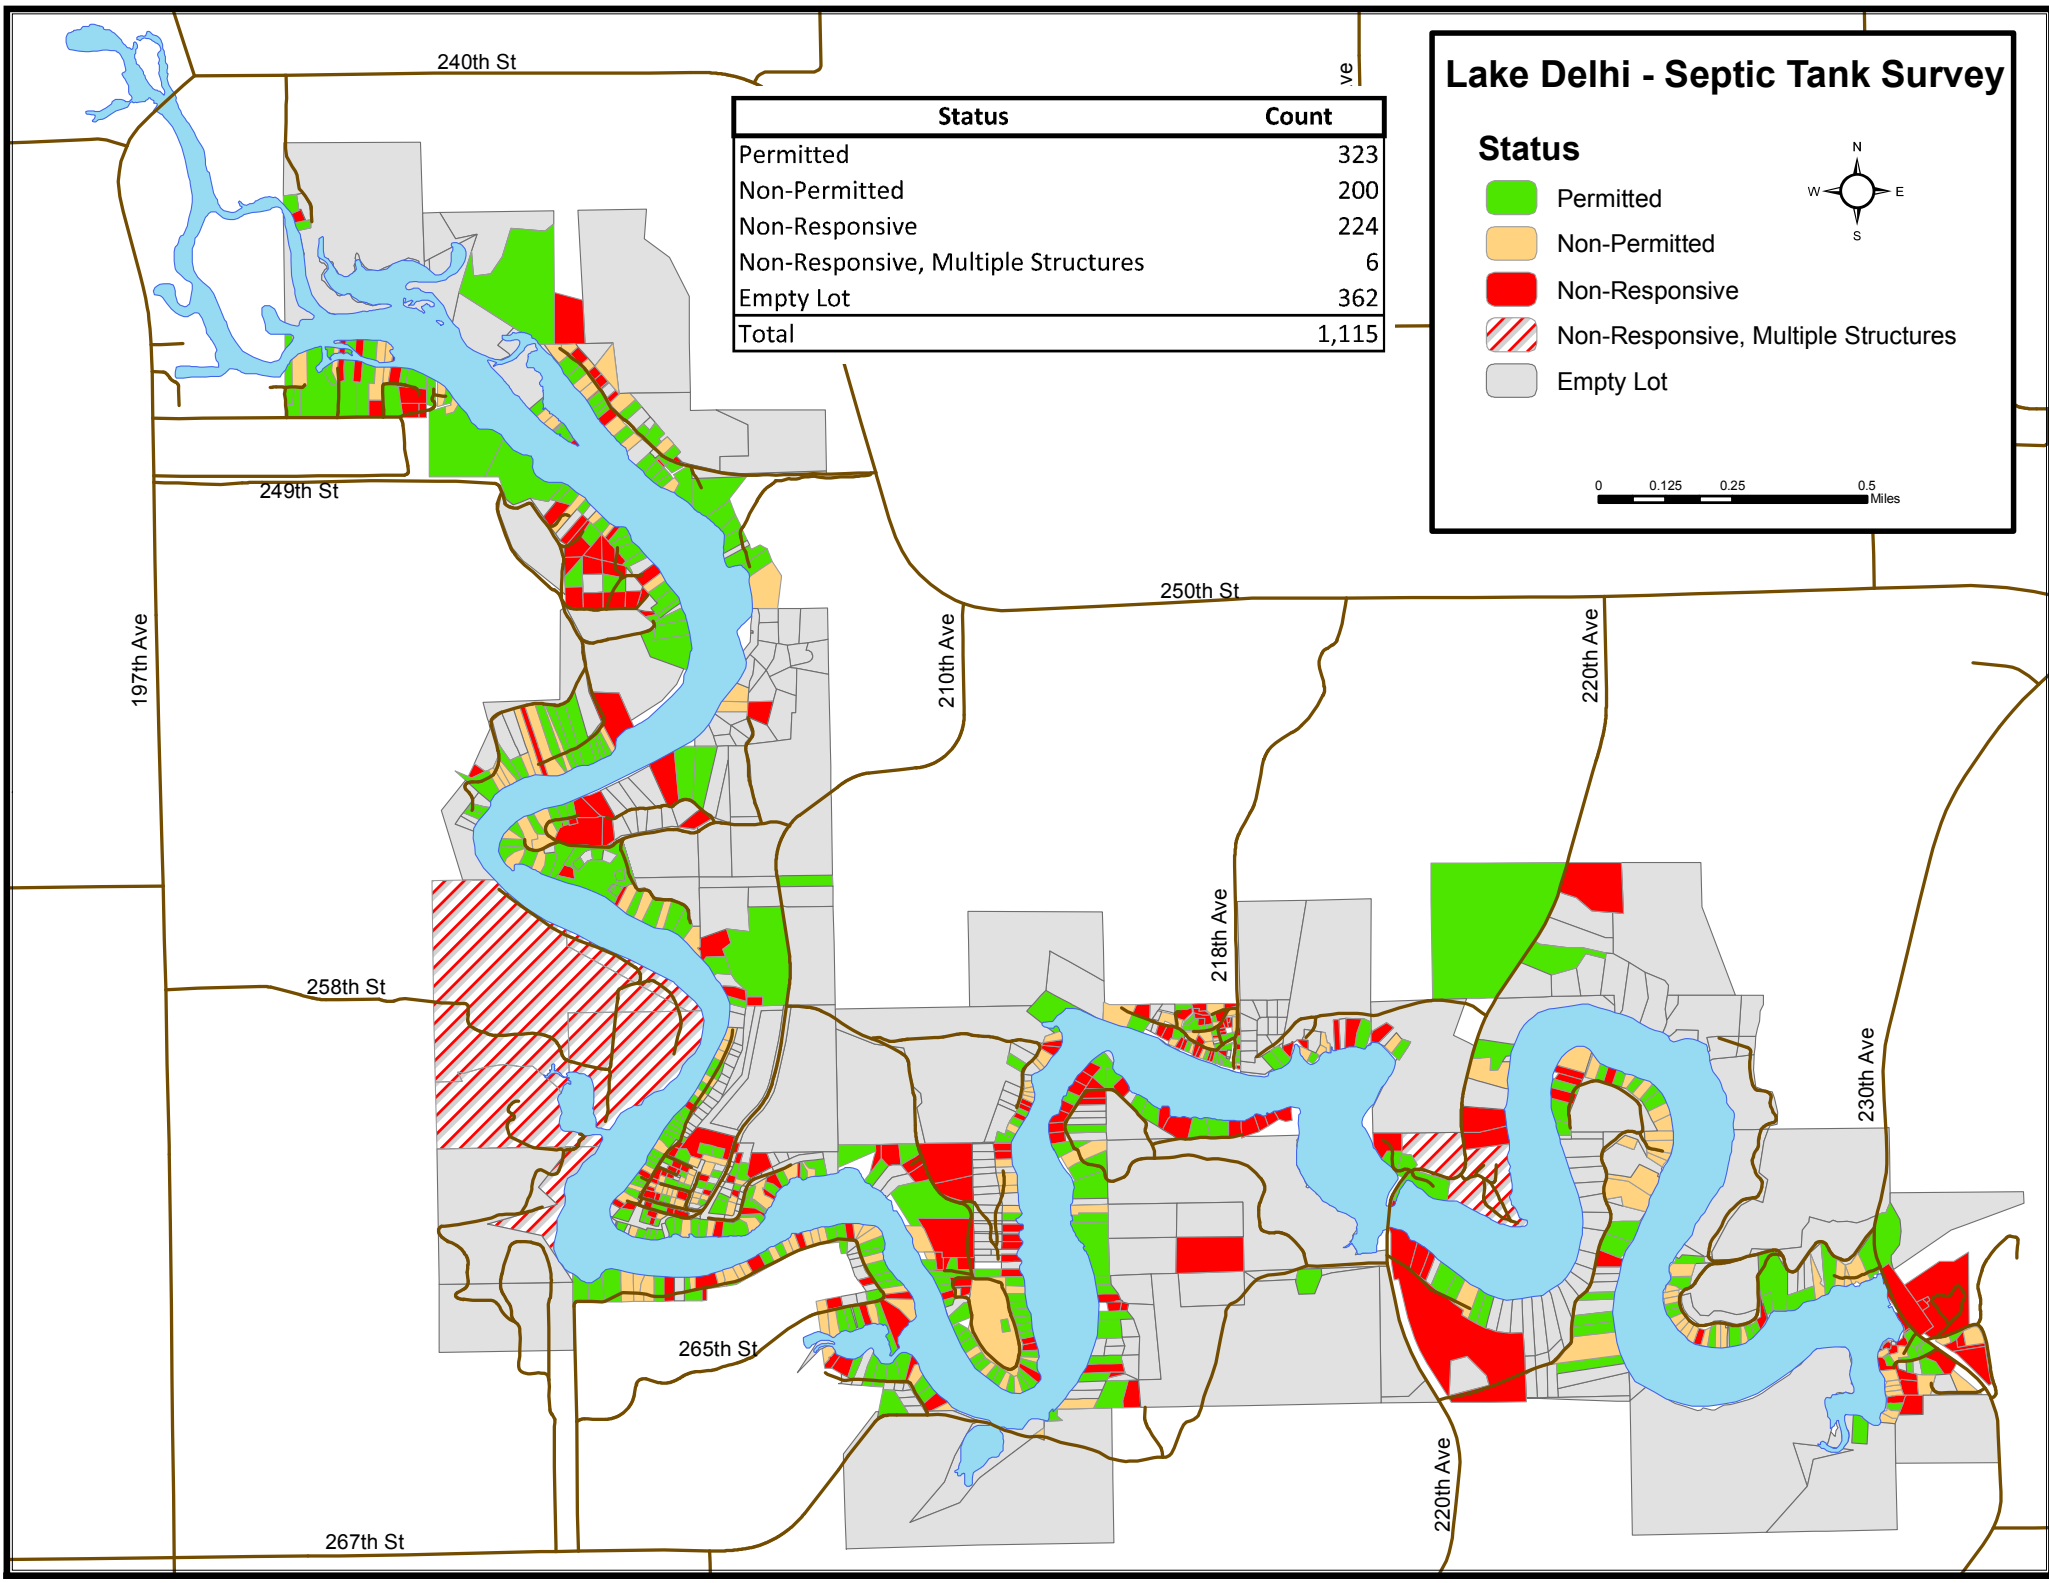 240th St
ve
Lake Delhi - Septic Tank Survey
Status Count
Permitted 323
Non-Permitted 200
Non-Responsive 224
Non-Responsive, Multiple Structures 6
Empty Lot 362
Total 1,115
Status
Permitted
Non-Permitted
Non-Responsive
Non-Responsive, Multiple Structures
Empty Lot
N
W E
S
0 0.125 0.25 0.5
Miles
249th St
250th St
197th Ave
210th Ave
220th Ave
218th Ave
258th St
230th Ave
265th St
220th Ave
267th St